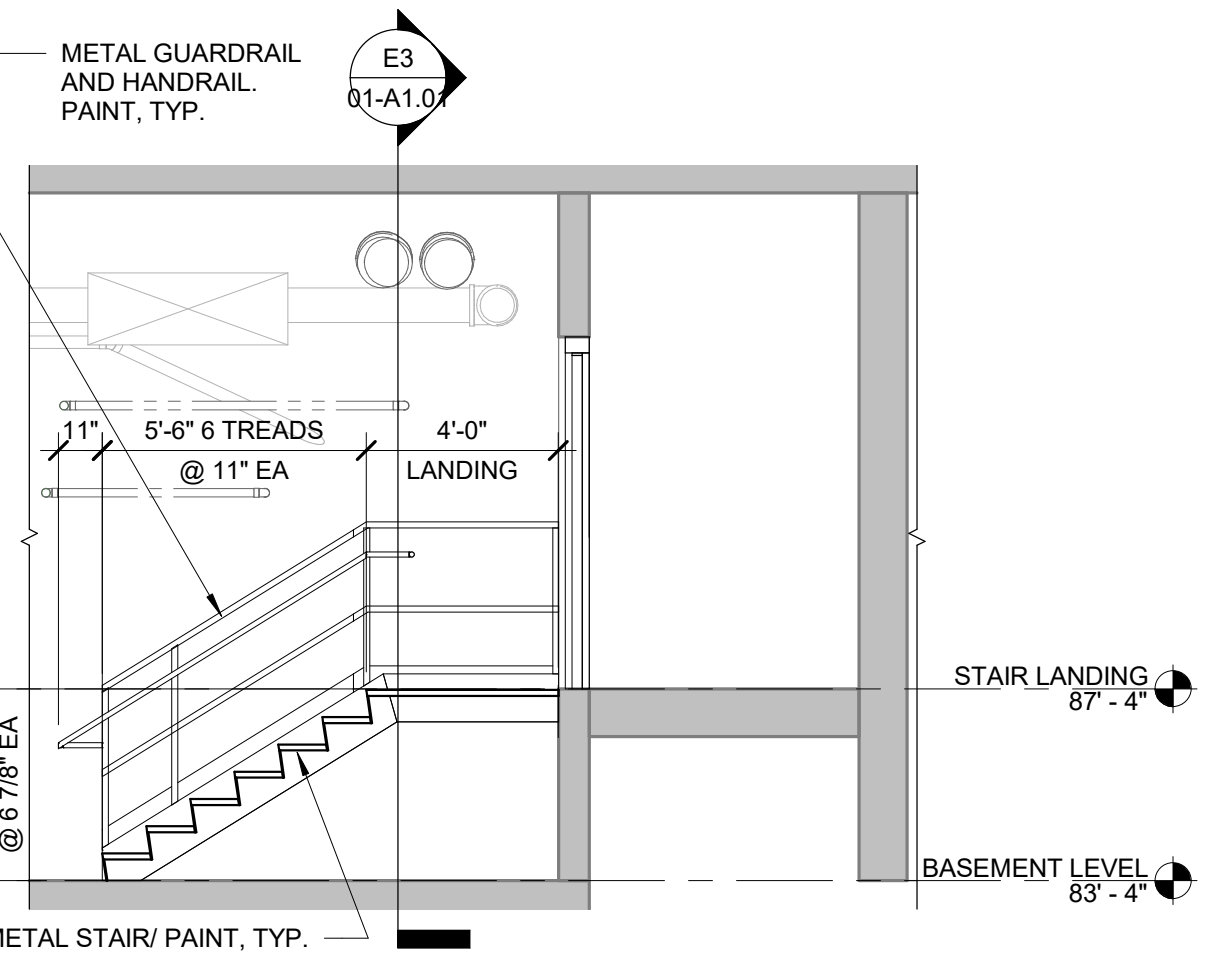 METAL GUARDRAIL
AND HANDRAIL.
PAINT, TYP.
E3
01-A1.01
11"
5'-6" 6 TREADS
@ 11" EA
4'-0"
LANDING
STAIR LANDING
87' - 4"
@ 6 7/8" EA
BASEMENT LEVEL
83' - 4"
METAL STAIR/ PAINT, TYP.